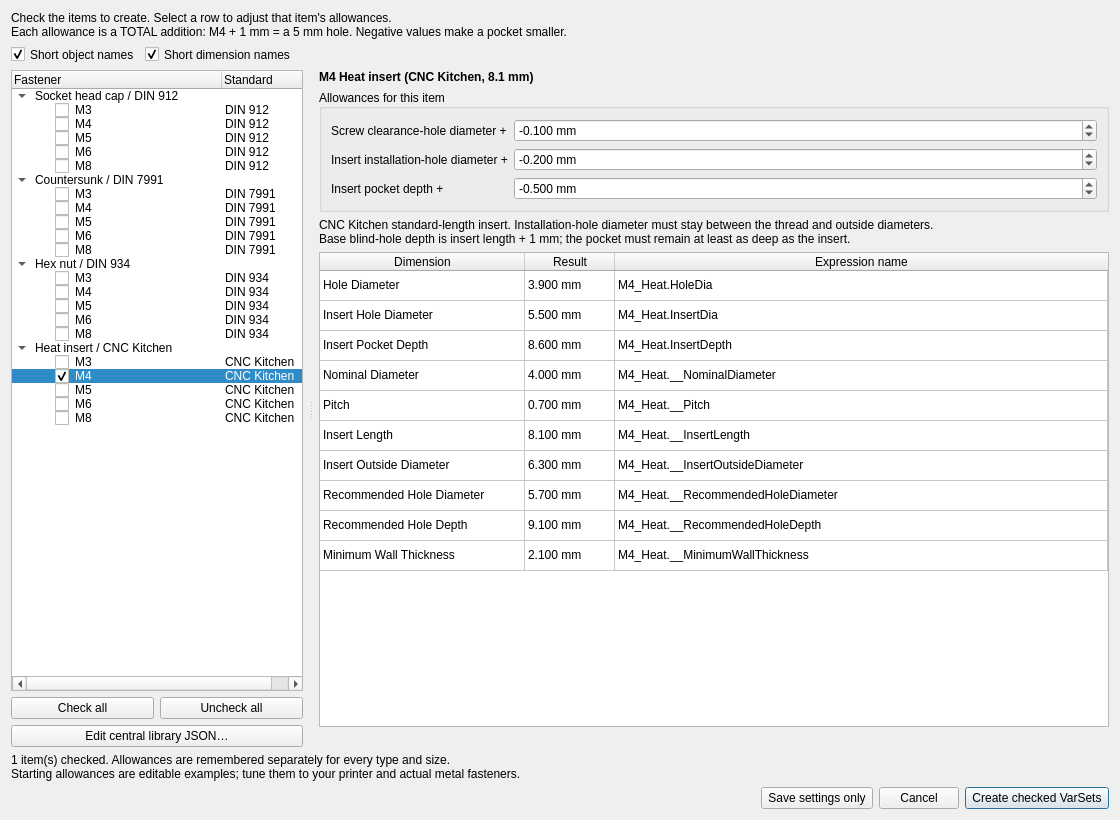 Check the items to create. Select a row to adjust that item's allowances.
Each allowance is a TOTAL addition: M4 + 1 mm = a 5 mm hole. Negative values make a pocket smaller.
Short object names Short dimension names
Fastener Standard
Socket head cap / DIN 912
M3 DIN 912
M4 DIN 912
M5 DIN 912
M6 DIN 912
M8 DIN 912
Countersunk / DIN 7991
M3 DIN 7991
M4 DIN 7991
M5 DIN 7991
M6 DIN 7991
M8 DIN 7991
Hex nut / DIN 934
M3 DIN 934
M4 DIN 934
M5 DIN 934
M6 DIN 934
M8 DIN 934
Heat insert / CNC Kitchen
M3 CNC Kitchen
M4 CNC Kitchen
M5 CNC Kitchen
M6 CNC Kitchen
M8 CNC Kitchen
Check all Uncheck all
Edit central library JSON…
M4 Heat insert (CNC Kitchen, 8.1 mm)
Allowances for this item
Screw clearance-hole diameter + -0.100 mm
Insert installation-hole diameter + -0.200 mm
Insert pocket depth + -0.500 mm
CNC Kitchen standard-length insert. Installation-hole diameter must stay between the thread and outside diameters.
Base blind-hole depth is insert length + 1 mm; the pocket must remain at least as deep as the insert.
Dimension Result Expression name
Hole Diameter 3.900 mm M4_Heat.HoleDia
Insert Hole Diameter 5.500 mm M4_Heat.InsertDia
Insert Pocket Depth 8.600 mm M4_Heat.InsertDepth
Nominal Diameter 4.000 mm M4_Heat.__NominalDiameter
Pitch 0.700 mm M4_Heat.__Pitch
Insert Length 8.100 mm M4_Heat.__InsertLength
Insert Outside Diameter 6.300 mm M4_Heat.__InsertOutsideDiameter
Recommended Hole Diameter 5.700 mm M4_Heat.__RecommendedHoleDiameter
Recommended Hole Depth 9.100 mm M4_Heat.__RecommendedHoleDepth
Minimum Wall Thickness 2.100 mm M4_Heat.__MinimumWallThickness
1 item(s) checked. Allowances are remembered separately for every type and size.
Starting allowances are editable examples; tune them to your printer and actual metal fasteners.
Save settings only Cancel Create checked VarSets